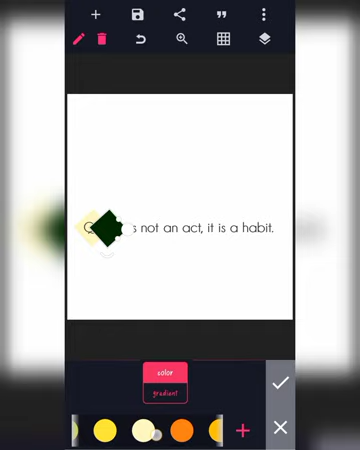 s not an act, it is a habit.
color
gradient